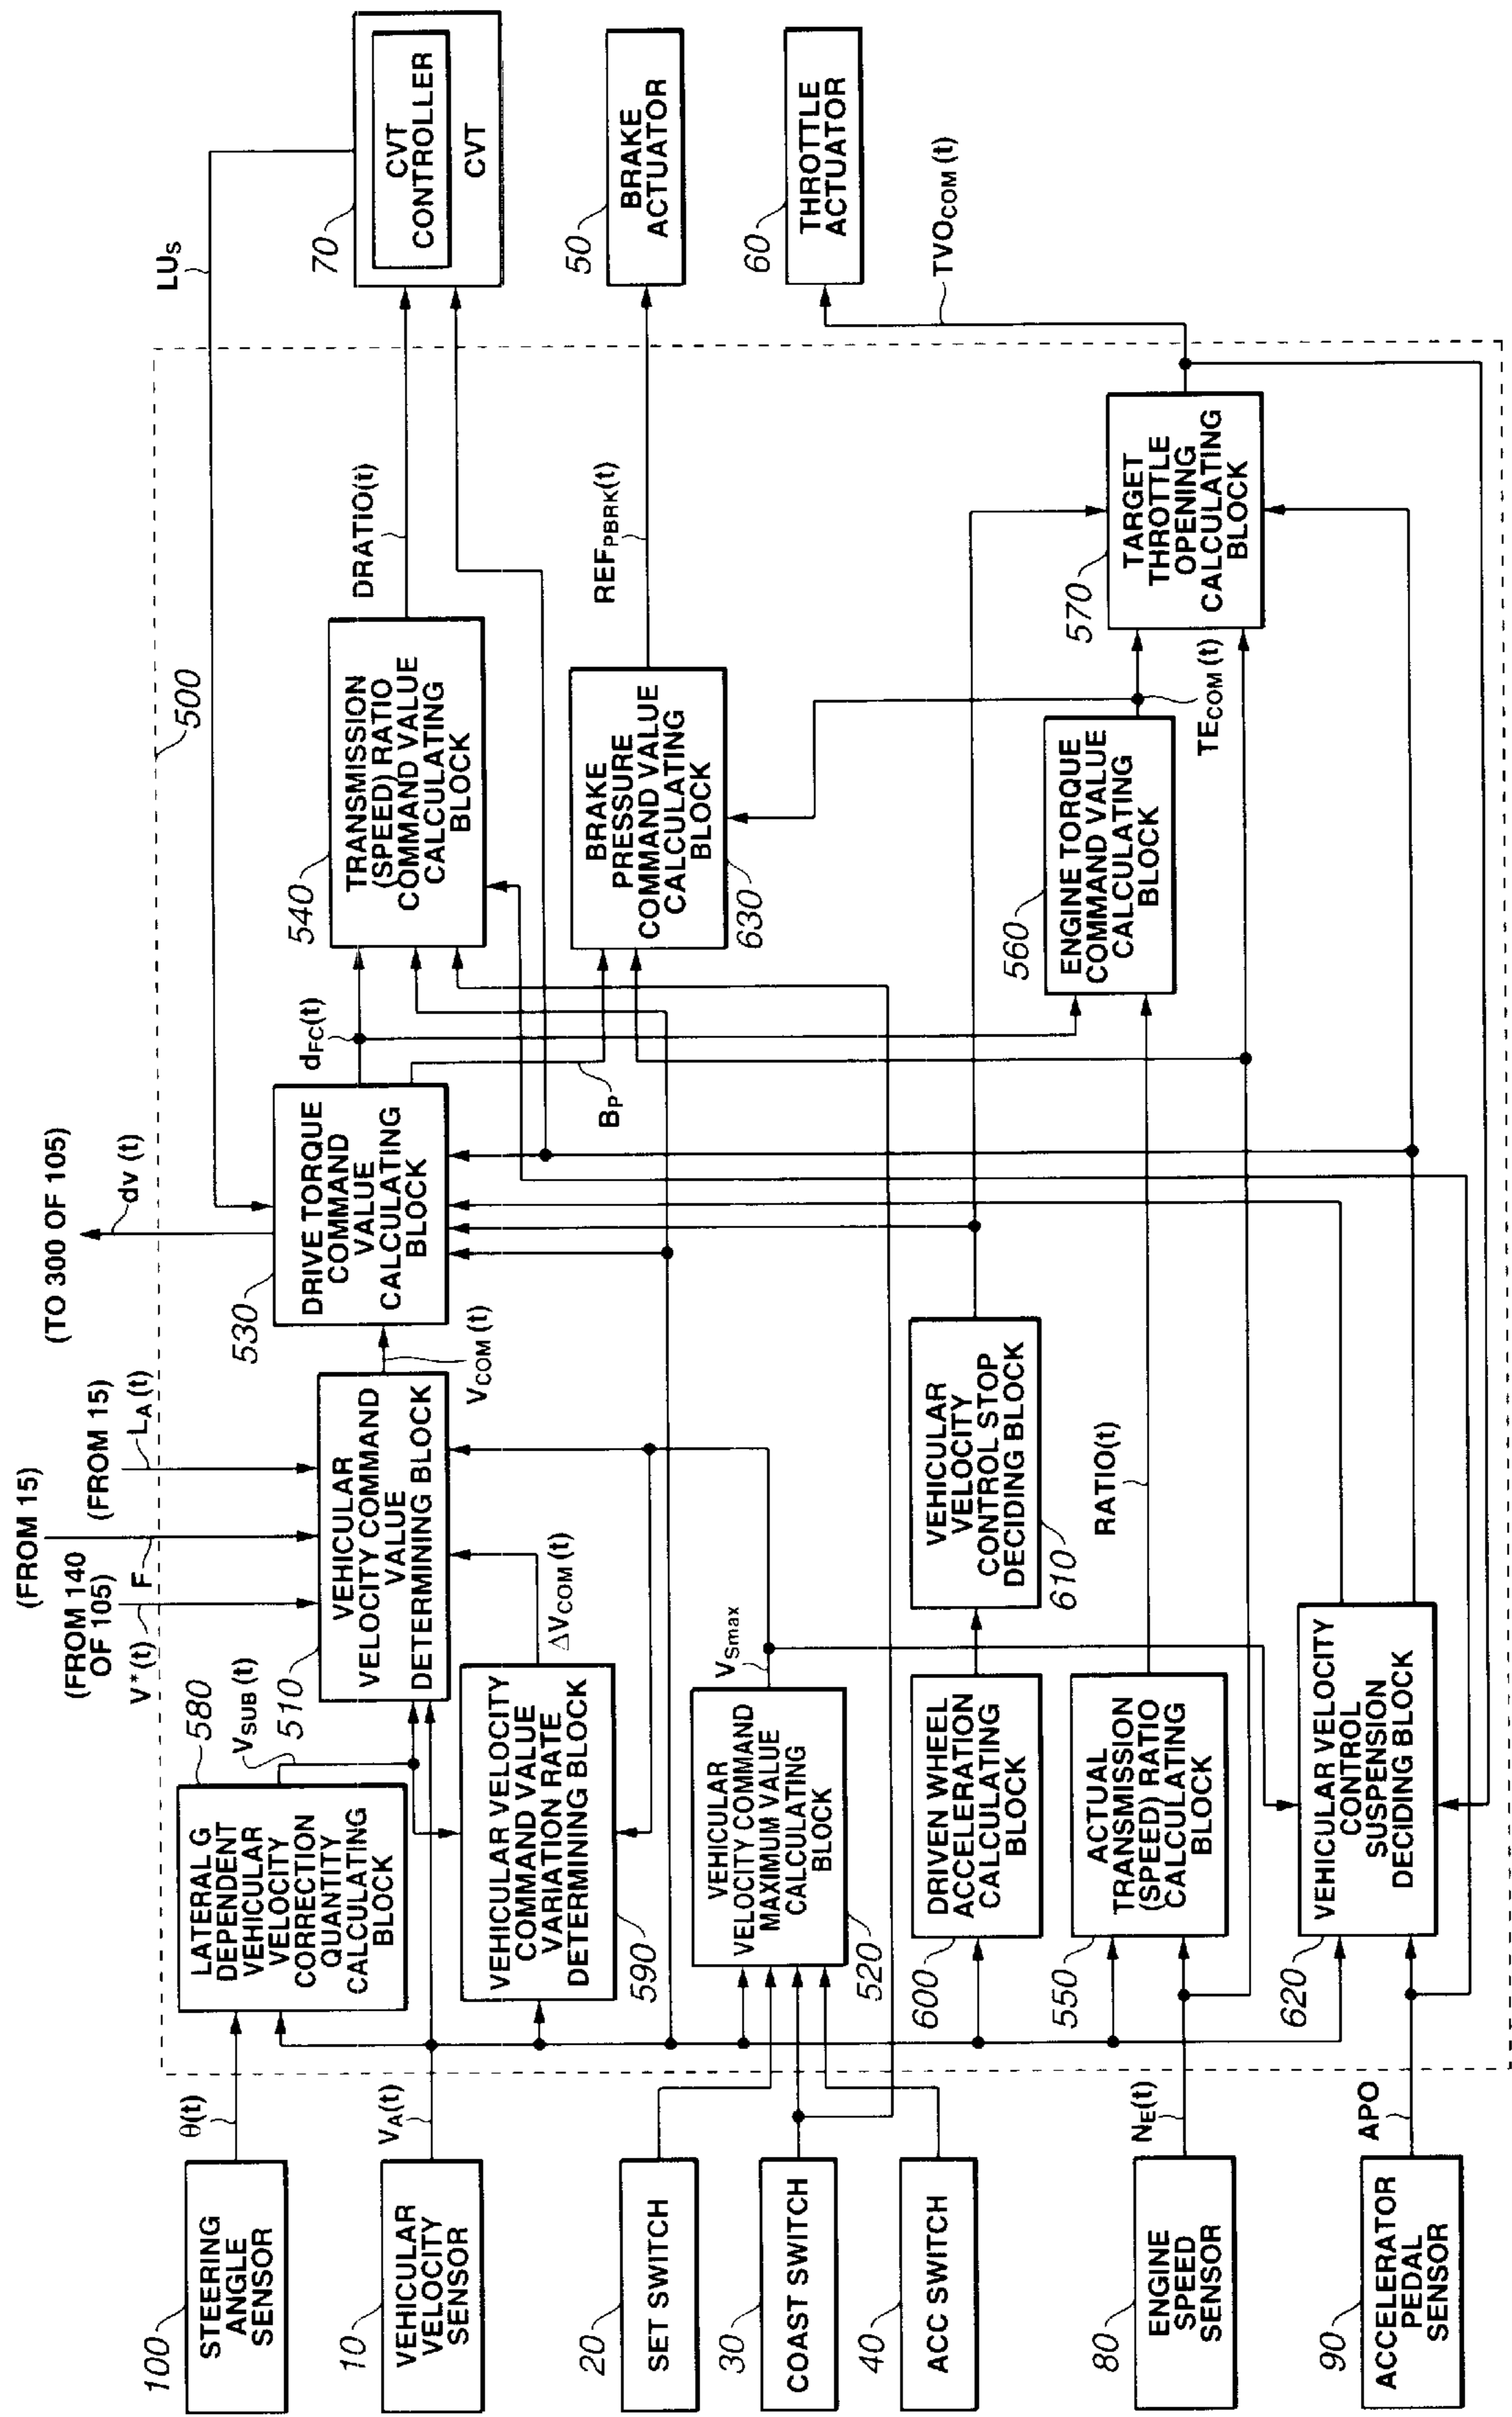 100
STEERING
ANGLE
SENSOR
10
VEHICULAR
VELOCITY
SENSOR
20
SET SWITCH
30
COAST SWITCH
40
ACC SWITCH
80
ENGINE
SPEED
SENSOR
90
ACCELERATOR
PEDAL
SENSOR
θ(t)
VA(t)
NE(t)
APO
500
580
LATERAL G
DEPENDENT
VEHICULAR
VELOCITY
CORRECTION
QUANTITY
CALCULATING
BLOCK
VSUB(t)
590
VEHICULAR VELOCITY
COMMAND VALUE
VARIATION RATE
DETERMINING BLOCK
ΔVCOM(t)
520
VEHICULAR
VELOCITY COMMAND
MAXIMUM VALUE
CALCULATING
BLOCK
VSmax
600
DRIVEN WHEEL
ACCELERATION
CALCULATING
BLOCK
550
ACTUAL
TRANSMISSION
(SPEED) RATIO
CALCULATING
BLOCK
RATIO(t)
620
VEHICULAR VELOCITY
CONTROL
SUSPENSION
DECIDING BLOCK
(FROM 140
OF 105)
V*(t)
(FROM 15)
F
(FROM 15)
LA(t)
510
VEHICULAR
VELOCITY COMMAND
VALUE
DETERMINING BLOCK
VCOM(t)
610
VEHICULAR
VELOCITY
CONTROL STOP
DECIDING BLOCK
(TO 300 OF 105)
dv(t)
530
DRIVE TORQUE
COMMAND
VALUE
CALCULATING
BLOCK
dFC(t)
BP
540
TRANSMISSION
(SPEED) RATIO
COMMAND VALUE
CALCULATING
BLOCK
DRATIO(t)
630
BRAKE
PRESSURE
COMMAND VALUE
CALCULATING
BLOCK
REFPBRK(t)
560
ENGINE TORQUE
COMMAND VALUE
CALCULATING
BLOCK
TECOM(t)
570
TARGET
THROTTLE
OPENING
CALCULATING
BLOCK
TVOCOM(t)
LUS
70
CVT
CONTROLLER
CVT
50
BRAKE
ACTUATOR
60
THROTTLE
ACTUATOR